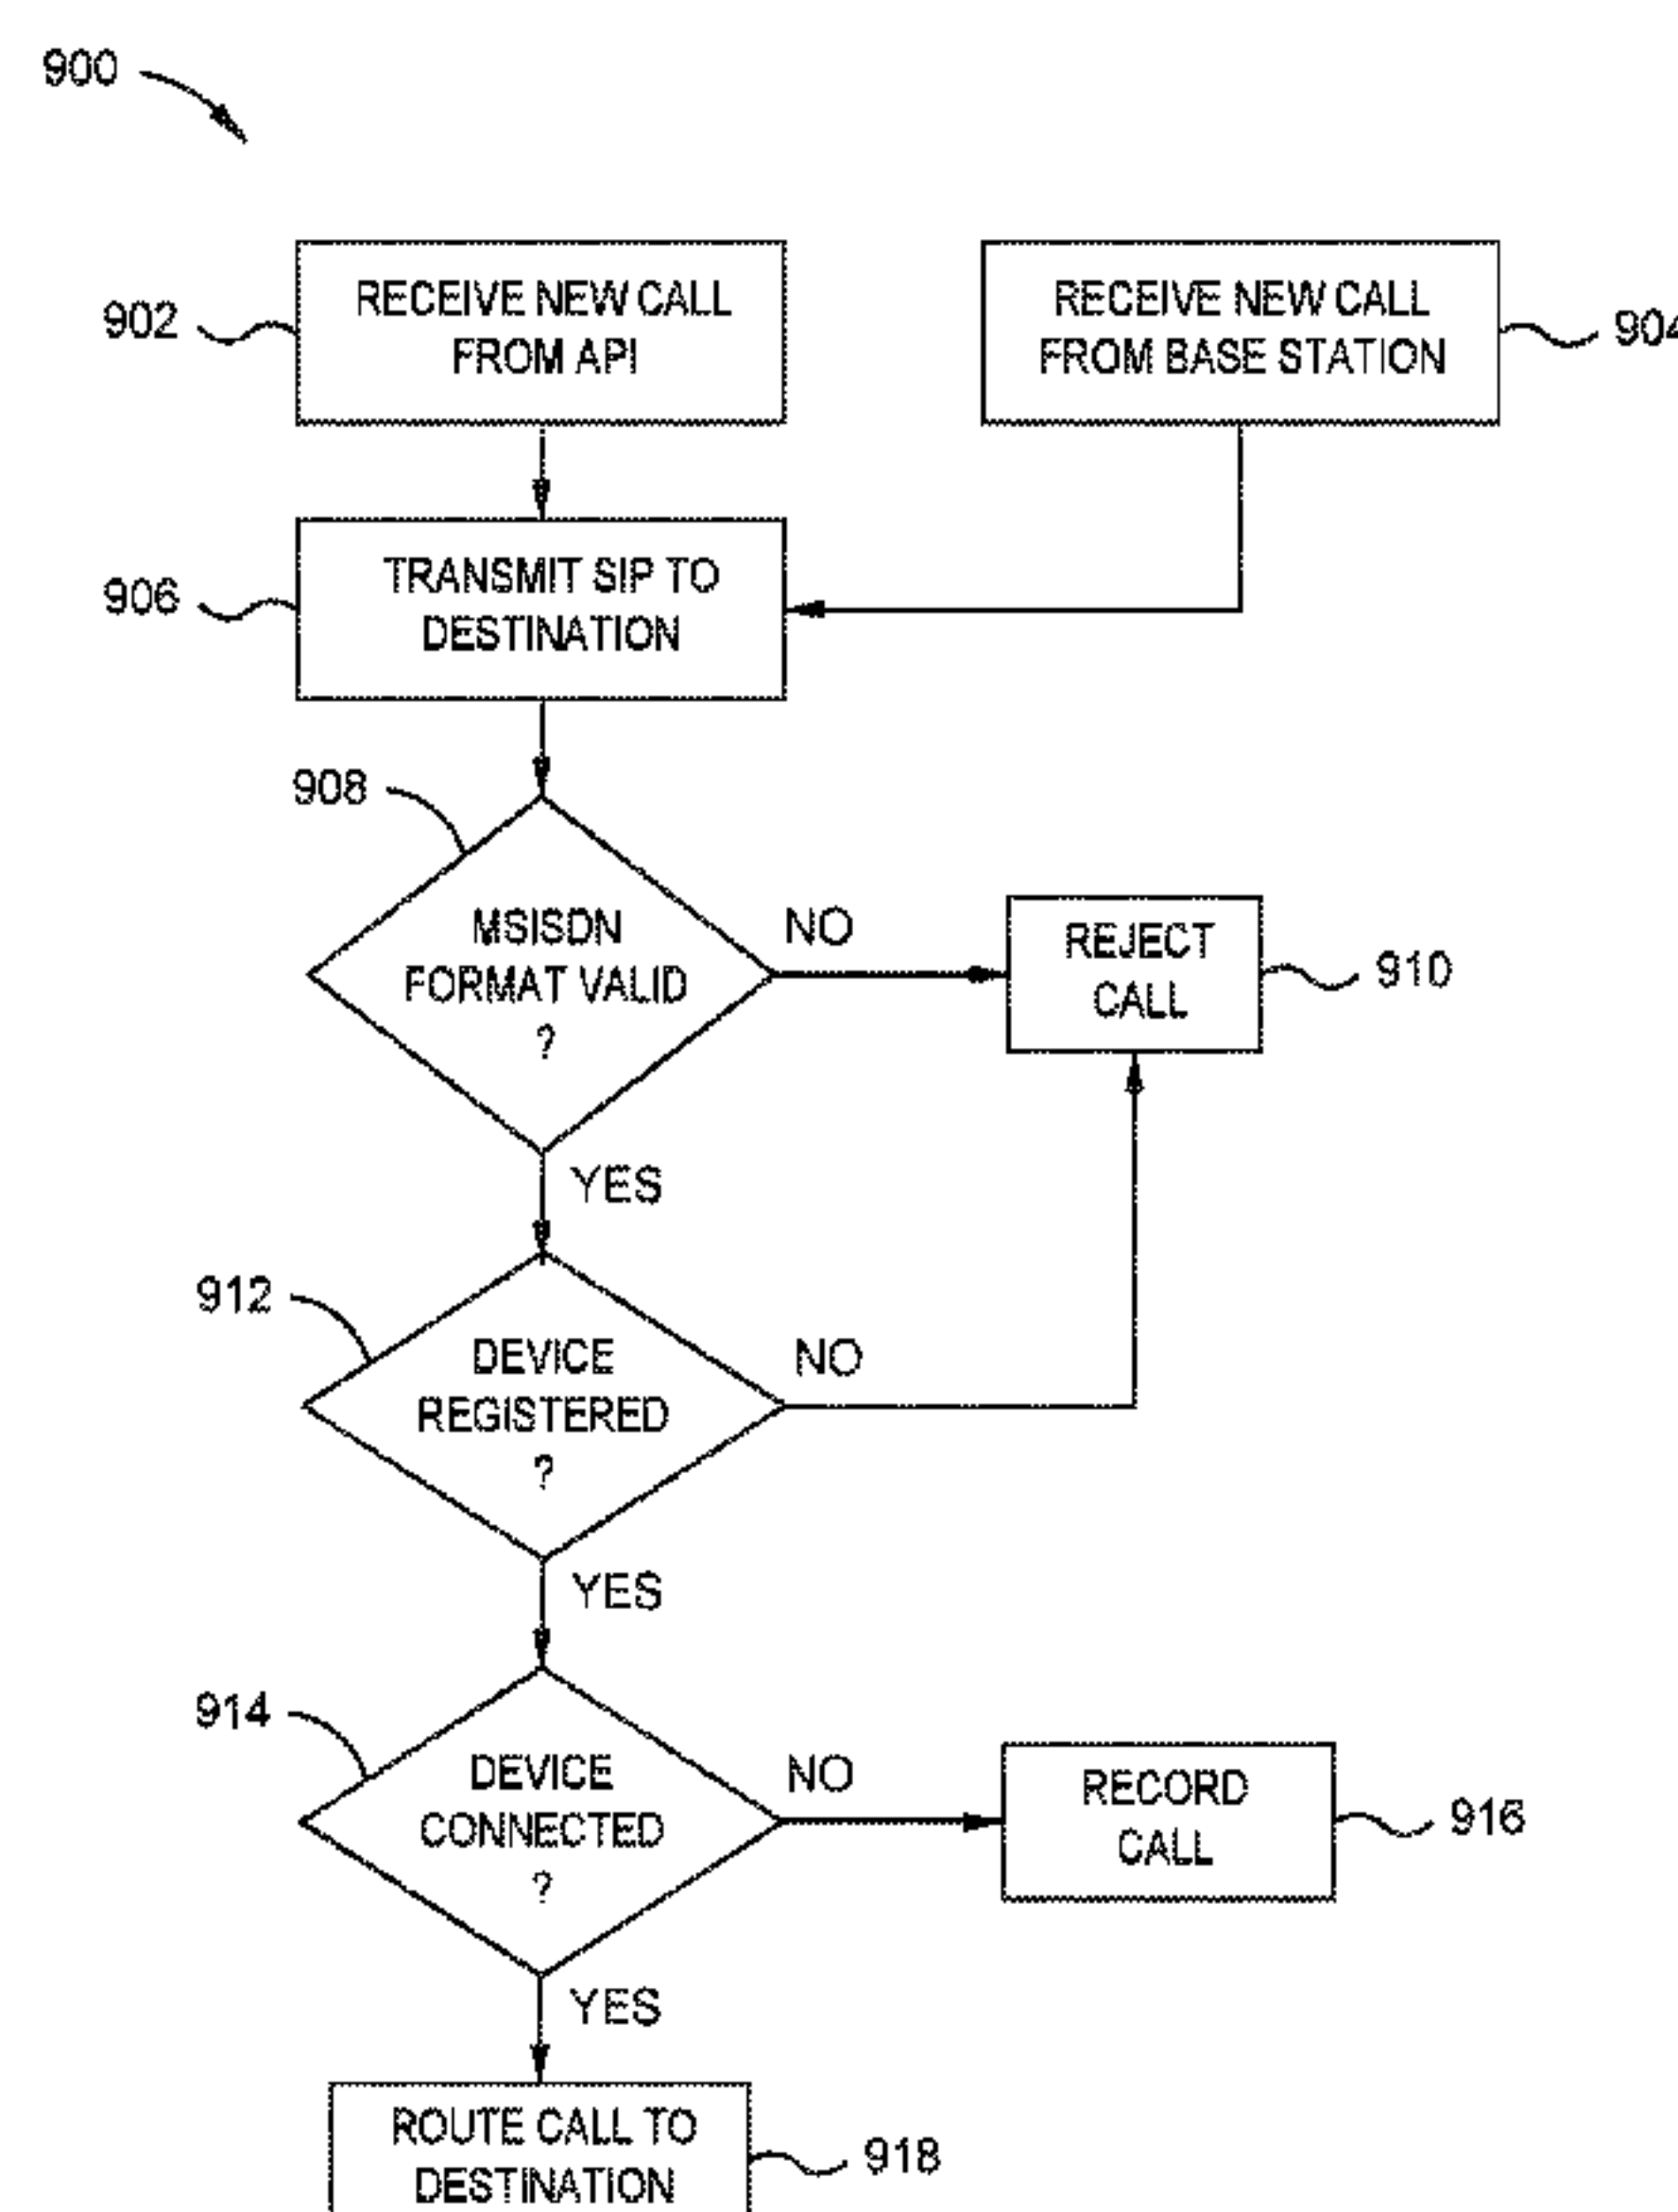 900
902
RECEIVE NEW CALL
FROM API
RECEIVE NEW CALL
FROM BASE STATION
904
906
TRANSMIT SIP TO
DESTINATION
908
MSISDN
FORMAT VALID
?
NO
REJECT
CALL
910
YES
912
DEVICE
REGISTERED
?
NO
YES
914
DEVICE
CONNECTED
?
NO
RECORD
CALL
916
YES
ROUTE CALL TO
DESTINATION
918